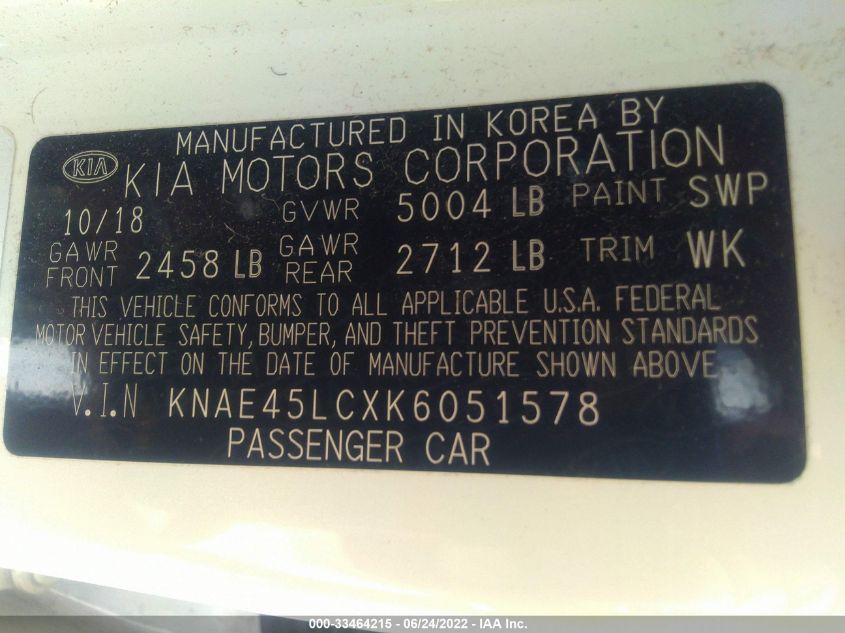 MANUFACTURED IN KOREA BY
KIA KIA MOTORS CORPORATION
10/18 GVWR 5004 LB PAINT SWP
GAWR FRONT 2458 LB GAWR REAR 2712 LB TRIM WK
THIS VEHICLE CONFORMS TO ALL APPLICABLE U.S.A. FEDERAL
MOTOR VEHICLE SAFETY, BUMPER, AND THEFT PREVENTION STANDARDS
IN EFFECT ON THE DATE OF MANUFACTURE SHOWN ABOVE
V.I.N KNAE45LCXK6051578
PASSENGER CAR
000-33464215 - 06/24/2022 - IAA Inc.